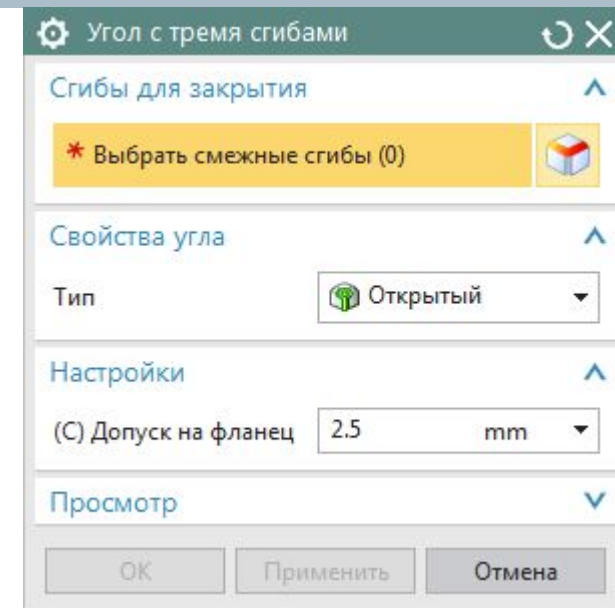 Угол с тремя сгибами
Сгибы для закрытия
* Выбрать смежные сгибы (0)
Свойства угла
Тип Открытый
Настройки
(C) Допуск на фланец 2.5 mm
Просмотр
ОК Применить Отмена